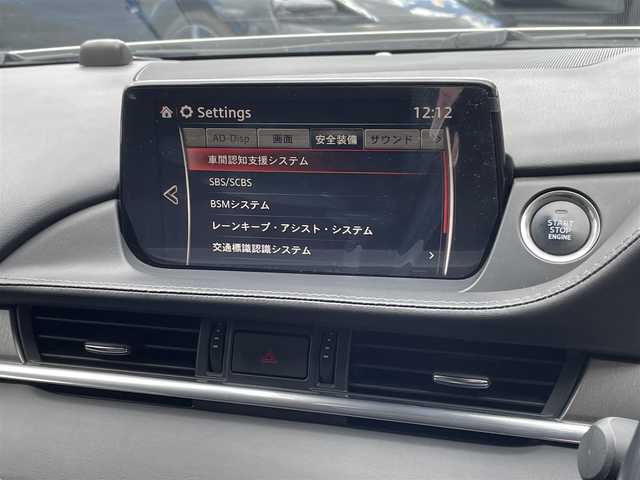 Settings 12:12
AD-Disp 画面 安全装備 サウンド
車間認知支援システム
SBS/SCBS
BSMシステム
レーンキープ・アシスト・システム
交通標識認識システム
START
STOP
ENGINE